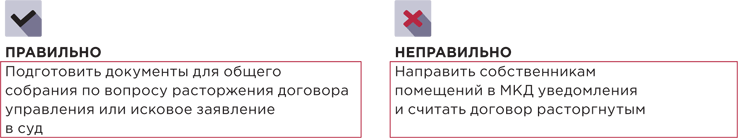 ПРАВИЛЬНО
Подготовить документы для общего
собрания по вопросу расторжения договора
управления или исковое заявление
в суд
НЕПРАВИЛЬНО
Направить собственникам
помещений в МКД уведомления
и считать договор расторгнутым